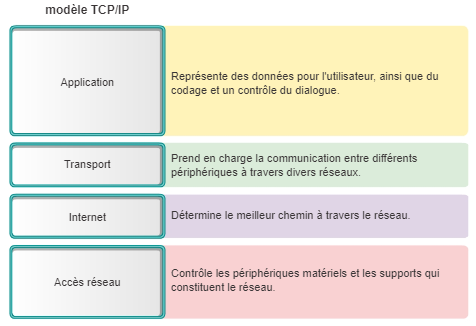 modèle TCP/IP
Application
Représente des données pour l'utilisateur, ainsi que du
codage et un contrôle du dialogue.
Transport
Prend en charge la communication entre différents
périphériques à travers divers réseaux.
Internet
Détermine le meilleur chemin à travers le réseau.
Accès réseau
Contrôle les périphériques matériels et les supports qui
constituent le réseau.